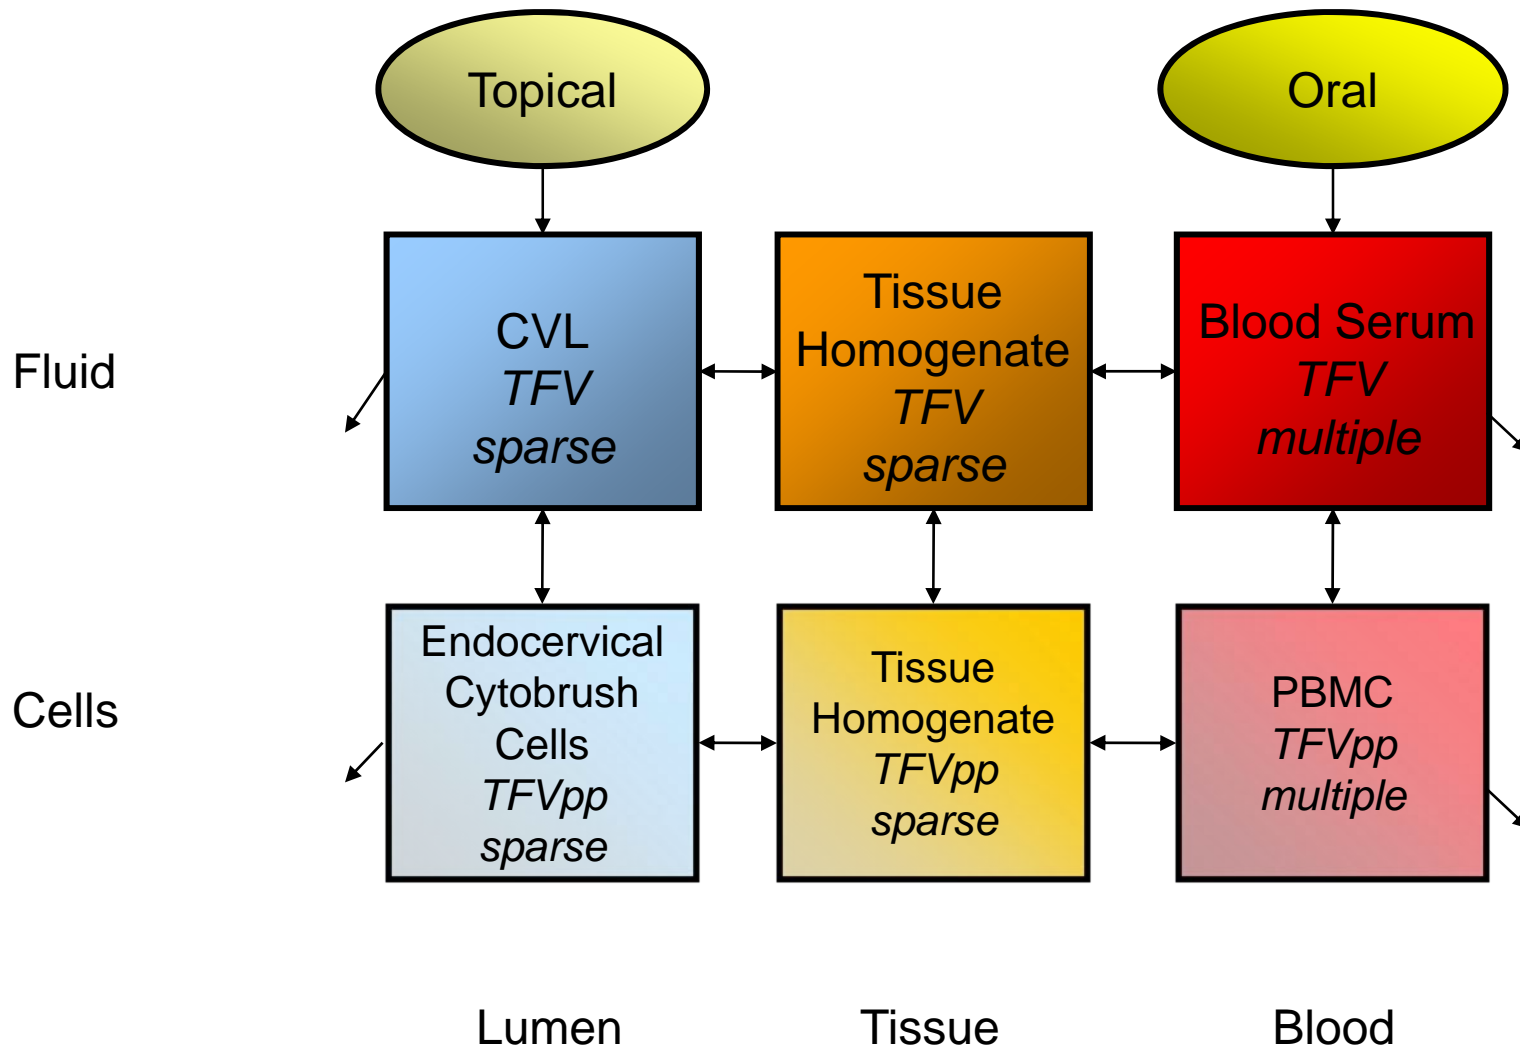 Topical
Oral
Fluid
CVL
TFV
sparse
Tissue
Homogenate
TFV
sparse
Blood Serum
TFV
multiple
Cells
Endocervical
Cytobrush
Cells
TFVpp
sparse
Tissue
Homogenate
TFVpp
sparse
PBMC
TFVpp
multiple
Lumen
Tissue
Blood